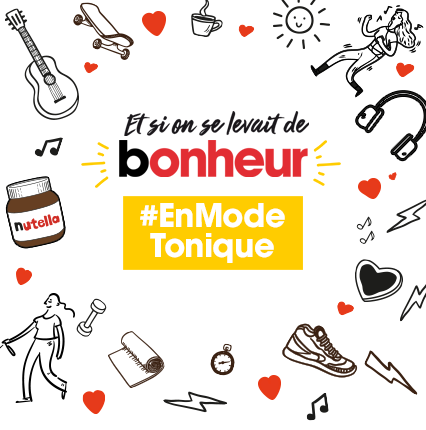 Et si on se levait de
bonheur
#EnMode
Tonique
nutella